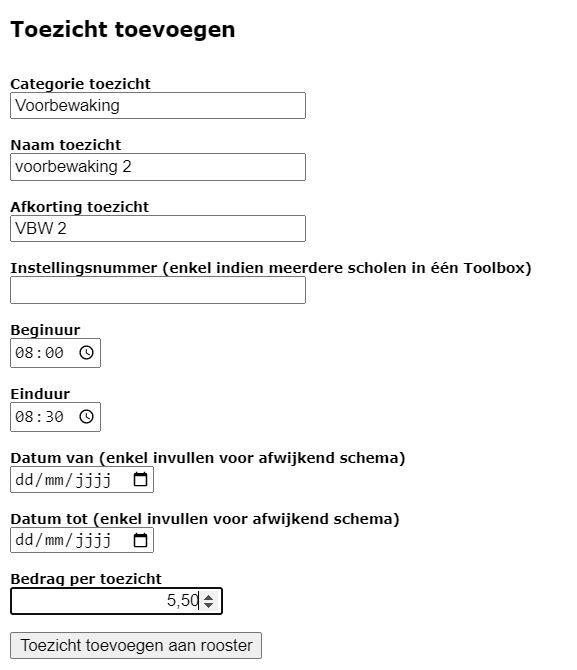 Toezicht toevoegen
Categorie toezicht
Voorbewaking
Naam toezicht
voorbewaking 2
Afkorting toezicht
VBW 2
Instellingsnummer (enkel indien meerdere scholen in één Toolbox)
Beginuur
08:00
Einduur
08:30
Datum van (enkel invullen voor afwijkend schema)
dd/mm/jjjj
Datum tot (enkel invullen voor afwijkend schema)
dd/mm/jjjj
Bedrag per toezicht
5,50
Toezicht toevoegen aan rooster